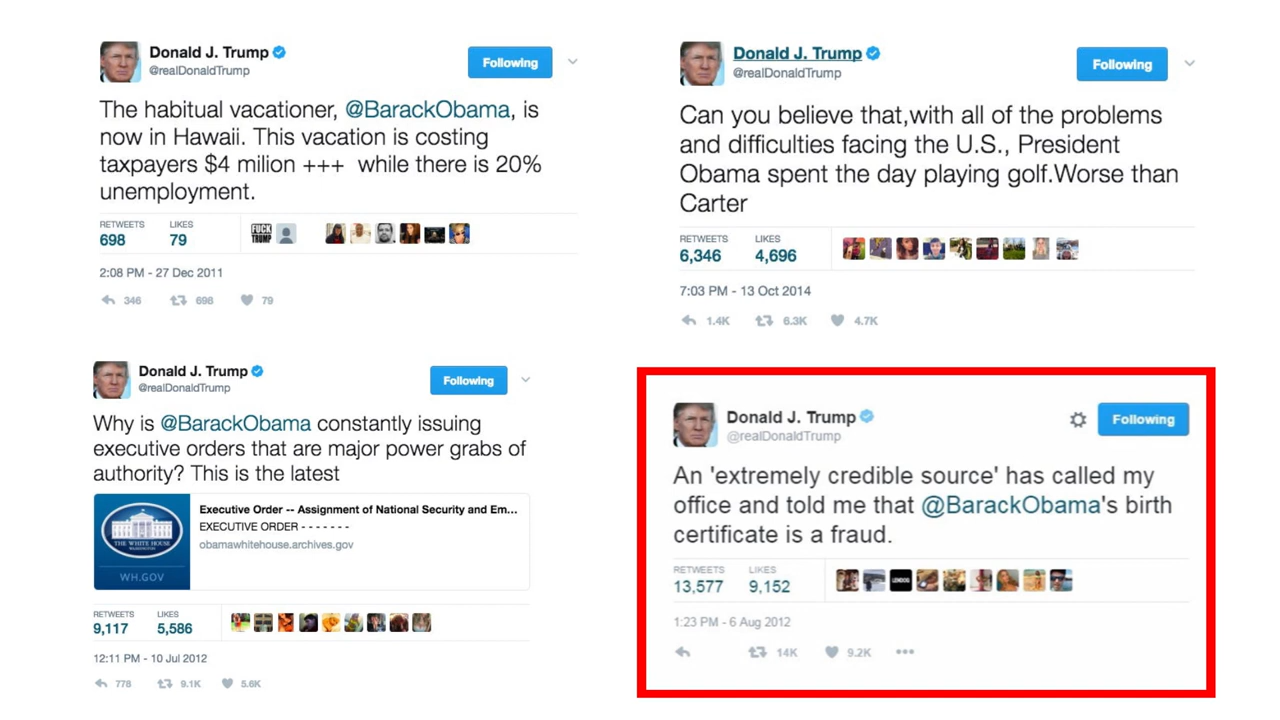 Donald J. Trump
@realDonaldTrump
Following
The habitual vacationer, @BarackObama, is
now in Hawaii. This vacation is costing
taxpayers $4 milion +++ while there is 20%
unemployment.
RETWEETS LIKES
698 79
FUCK
TRUMP
2:08 PM - 27 Dec 2011
346 698 79
Donald J. Trump
@realDonaldTrump
Following
Can you believe that,with all of the problems
and difficulties facing the U.S., President
Obama spent the day playing golf.Worse than
Carter
RETWEETS LIKES
6,346 4,696
7:03 PM - 13 Oct 2014
1.4K 6.3K 4.7K
Donald J. Trump
@realDonaldTrump
Following
Why is @BarackObama constantly issuing
executive orders that are major power grabs of
authority? This is the latest
THE WHITE HOUSE
WASHINGTON
WH.GOV
Executive Order -- Assignment of National Security and Em...
EXECUTIVE ORDER - - - - - - -
obamawhitehouse.archives.gov
RETWEETS LIKES
9,117 5,586
12:11 PM - 10 Jul 2012
778 9.1K 5.6K
Donald J. Trump
@realDonaldTrump
Following
An 'extremely credible source' has called my
office and told me that @BarackObama's birth
certificate is a fraud.
RETWEETS LIKES
13,577 9,152
1:23 PM - 6 Aug 2012
14K 9.2K